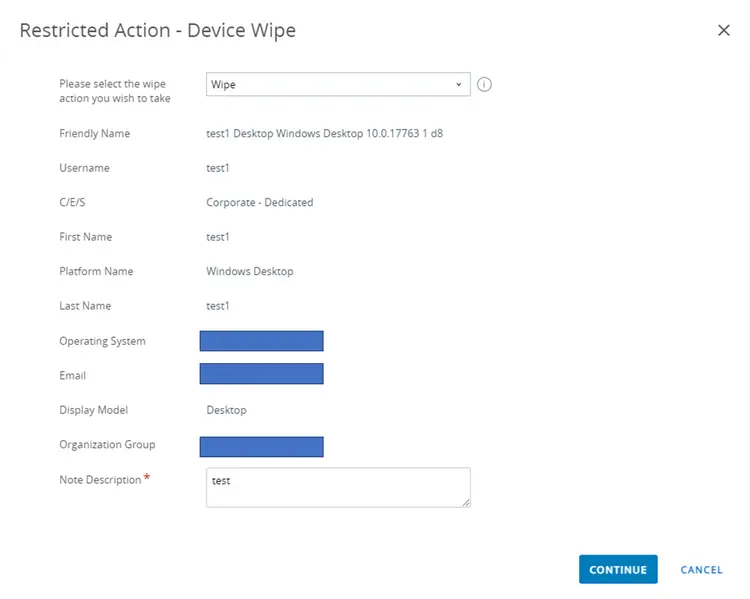 Restricted Action - Device Wipe
Please select the wipe
action you wish to take
Wipe
Friendly Name test1 Desktop Windows Desktop 10.0.17763 1 d8
Username test1
C/E/S Corporate - Dedicated
First Name test1
Platform Name Windows Desktop
Last Name test1
Operating System
Email
Display Model Desktop
Organization Group
Note Description* test
CONTINUE CANCEL